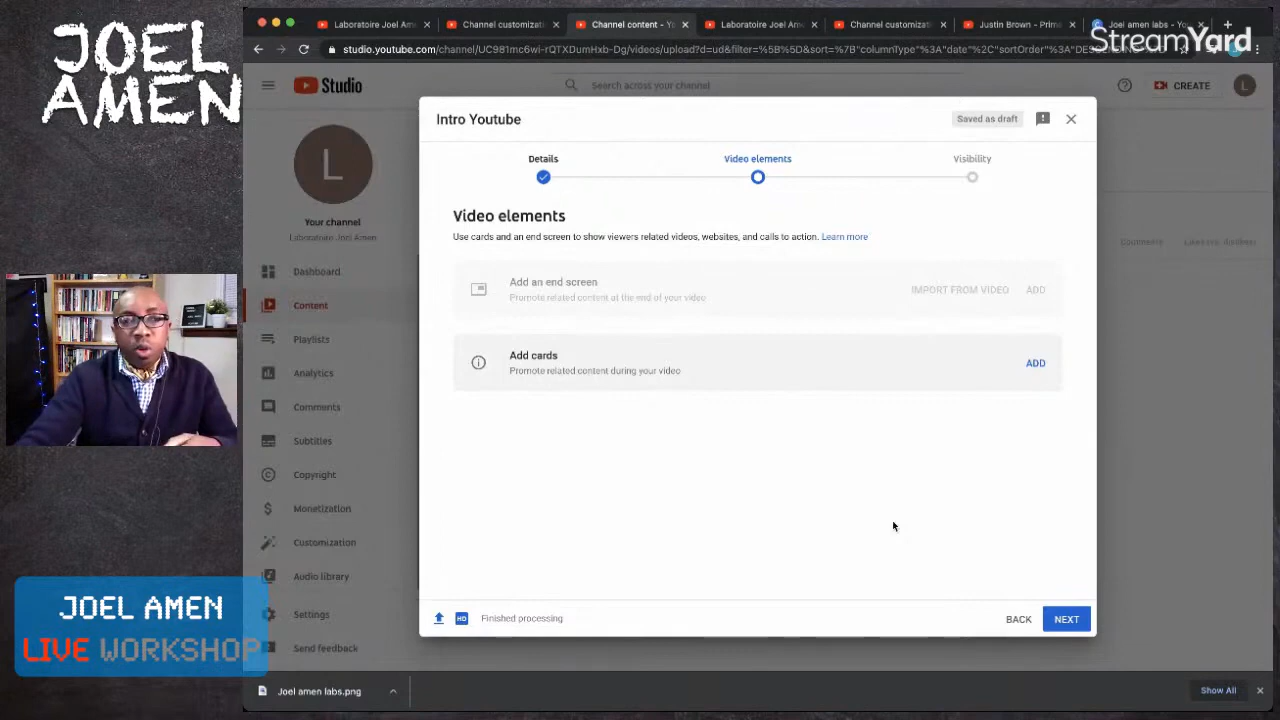 JOEL
AMEN
Laboratoire Joel Am
Channel customizati
Channel content - Y
Laboratoire Joel Am
Channel customizati
Justin Brown - Prim
Joel amen labs - Yo
StreamYard
studio.youtube.com/channel/UC981mc6wi-rQTXDumHxb-Dg/videos/upload?d=ud&filter=%5B%5D&sort=%7B"columnType"%3A"date"%2C"sortOrder"%3A"
Studio
Search across your channel
CREATE
L
L
Your channel
Laboratoire Joel Amen
Dashboard
Content
Playlists
Analytics
Comments
Subtitles
Copyright
Monetization
Customization
Audio library
Settings
Send feedback
Comments
Intro Youtube
Saved as draft
Details
Video elements
Visibility
Video elements
Use cards and an end screen to show viewers related videos, websites, and calls to action. Learn more
Add an end screen
Promote related content at the end of your video
IMPORT FROM VIDEO
ADD
Add cards
Promote related content during your video
ADD
HD
Finished processing
BACK
NEXT
JOEL AMEN
LIVE WORKSHOP
Joel amen labs.png
Show All